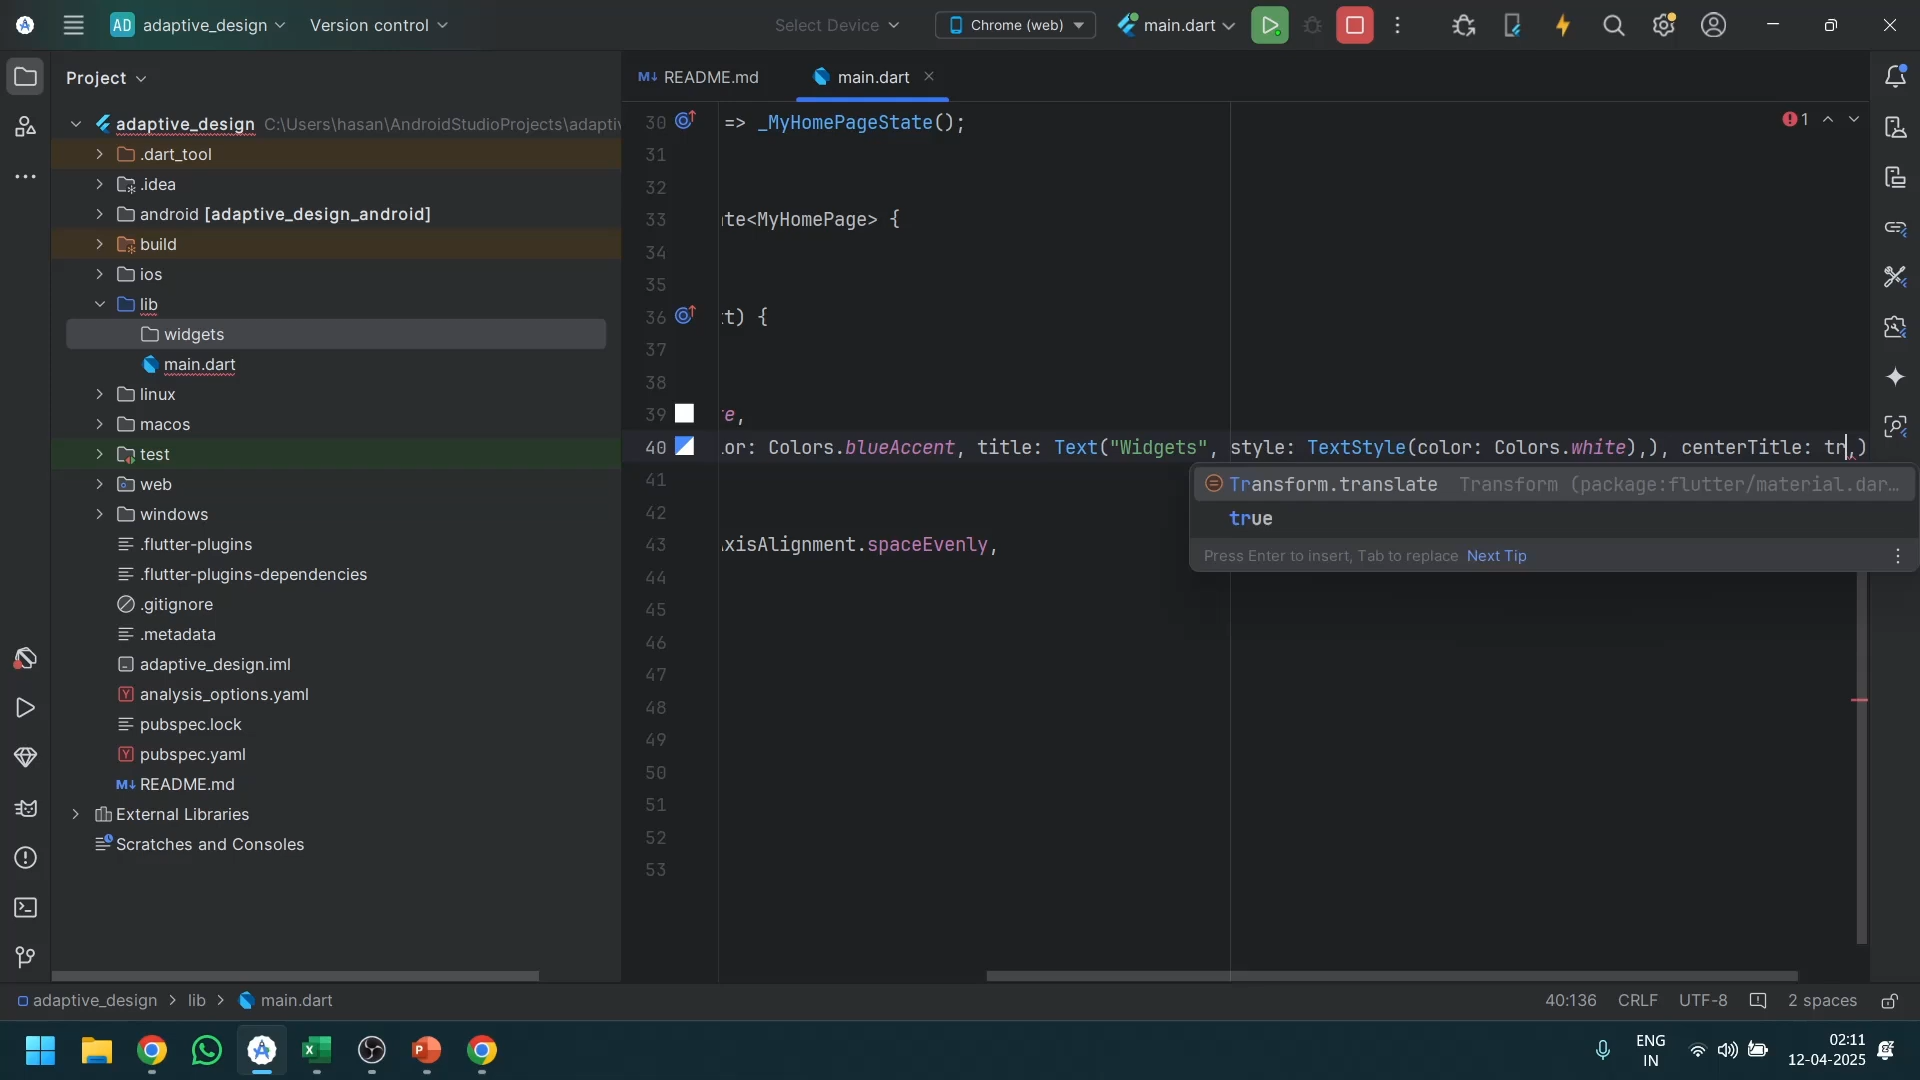 AD adaptive_design Version control Select Device Chrome (web) main.dart
Project
README.md main.dart
adaptive_design C:\Users\hasan\AndroidStudioProjects\adapti
.dart_tool
.idea
android [adaptive_design_android]
build
ios
lib
widgets
main.dart
linux
macos
test
web
windows
.flutter-plugins
.flutter-plugins-dependencies
.gitignore
.metadata
adaptive_design.iml
analysis_options.yaml
pubspec.lock
pubspec.yaml
README.md
External Libraries
Scratches and Consoles
30 => _MyHomePageState(); 1
31
32
33 te<MyHomePage> {
34
35
36 t) {
37
38
39 e,
40 or: Colors.blueAccent, title: Text("Widgets", style: TextStyle(color: Colors.white),), centerTitle: tr,)
41
42
43 xisAlignment.spaceEvenly,
44
45
46
47
48
49
50
51
52
53
Transform.translate Transform (package:flutter/material.dar...
true
Press Enter to insert, Tab to replace Next Tip
adaptive_design > lib > main.dart 40:136 CRLF UTF-8 2 spaces
ENG
IN
02:11
12-04-2025